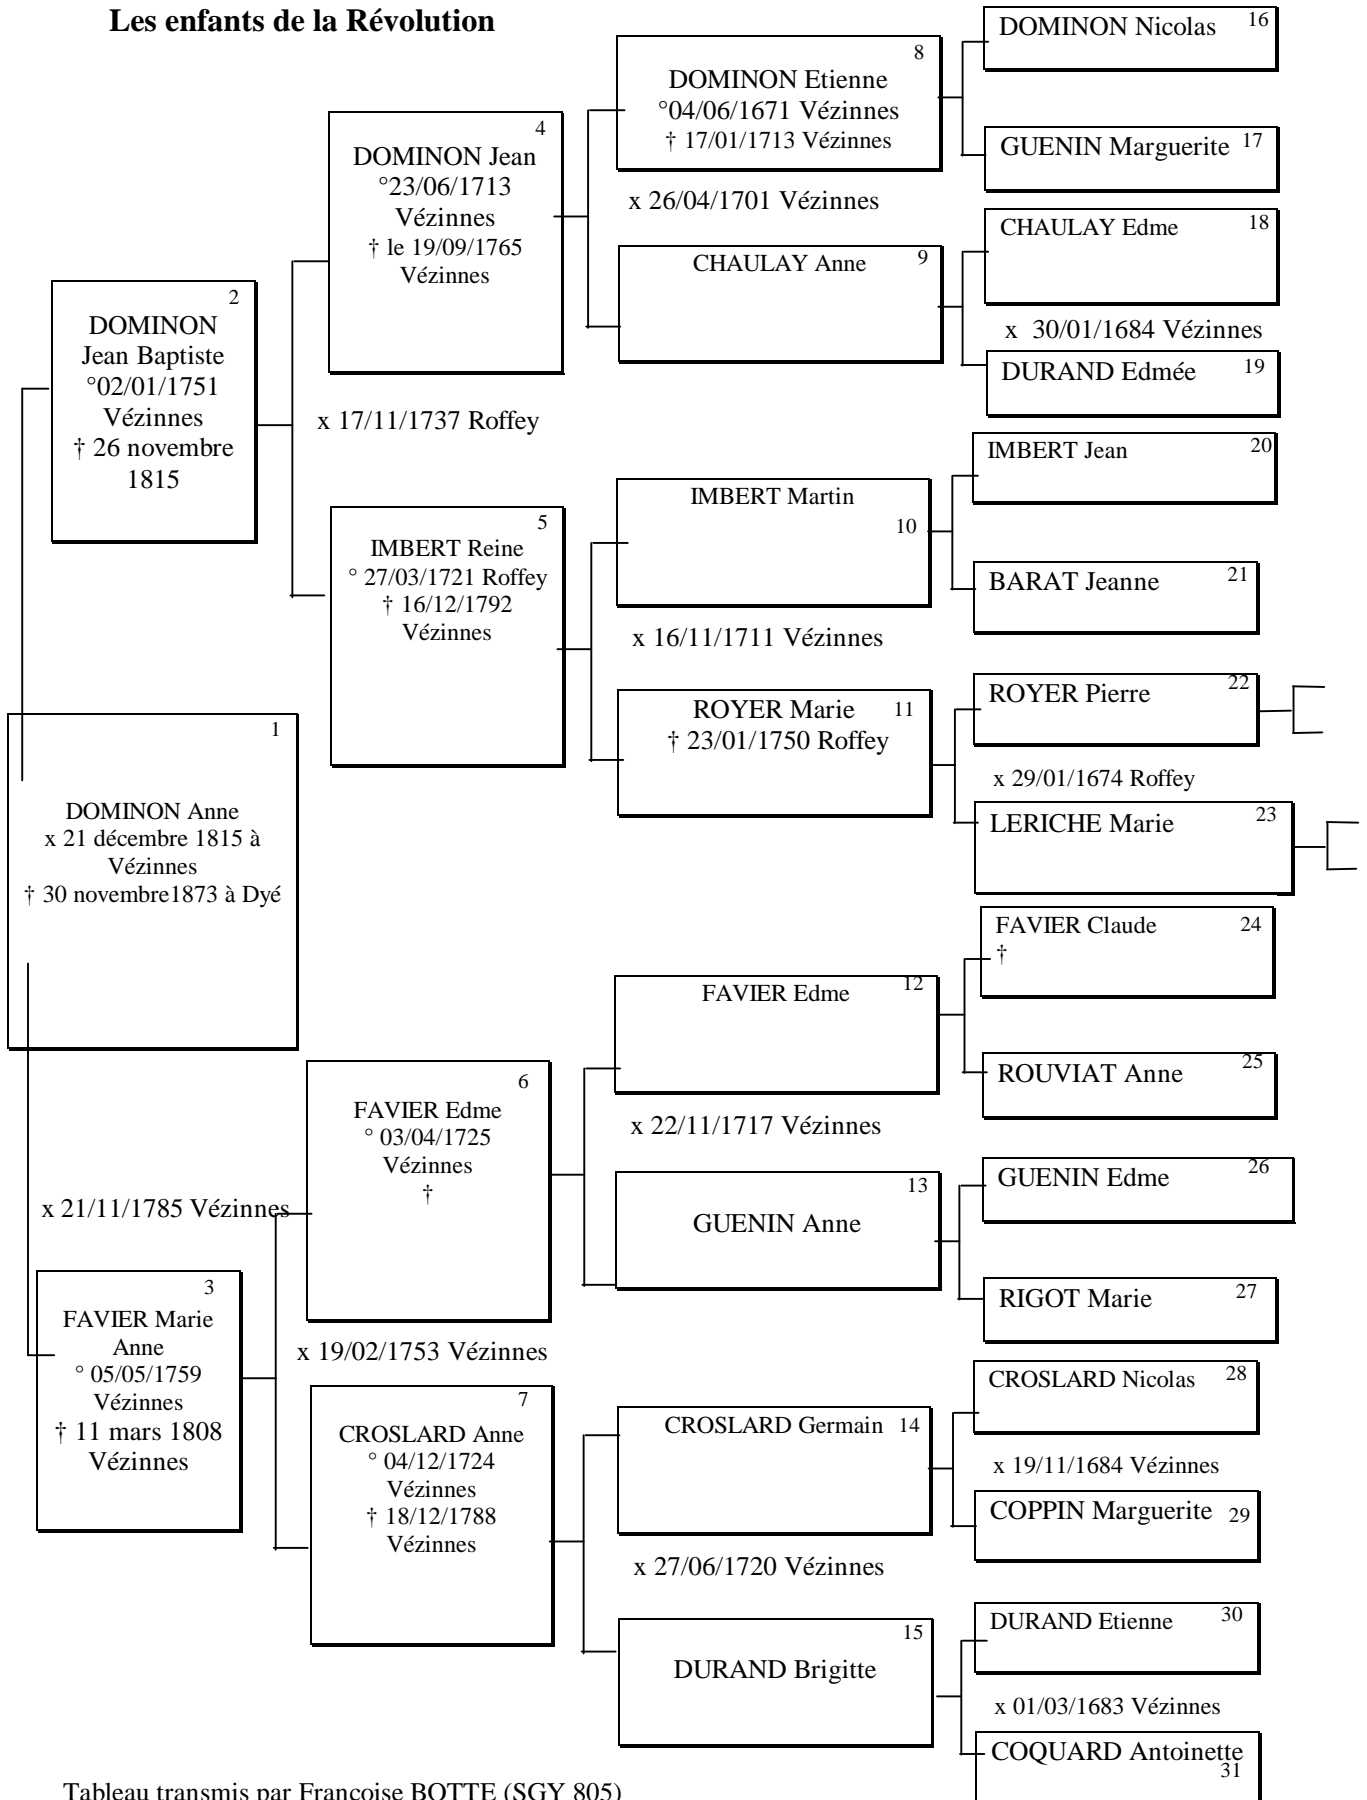 Les enfants de la Révolution
1
DOMINON Anne
x 21 décembre 1815 à
Vézinnes
† 30 novembre1873 à Dyé
2
DOMINON
Jean Baptiste
°02/01/1751
Vézinnes
† 26 novembre
1815
x 21/11/1785 Vézinnes
3
FAVIER Marie
Anne
° 05/05/1759
Vézinnes
† 11 mars 1808
Vézinnes
4
DOMINON Jean
°23/06/1713
Vézinnes
† le 19/09/1765
Vézinnes
x 17/11/1737 Roffey
5
IMBERT Reine
° 27/03/1721 Roffey
† 16/12/1792
Vézinnes
6
FAVIER Edme
° 03/04/1725
Vézinnes
†
x 19/02/1753 Vézinnes
7
CROSLARD Anne
° 04/12/1724
Vézinnes
† 18/12/1788
Vézinnes
8
DOMINON Etienne
°04/06/1671 Vézinnes
† 17/01/1713 Vézinnes
x 26/04/1701 Vézinnes
CHAULAY Anne 9
IMBERT Martin
10
x 16/11/1711 Vézinnes
ROYER Marie 11
† 23/01/1750 Roffey
12
FAVIER Edme
x 22/11/1717 Vézinnes
13
GUENIN Anne
CROSLARD Germain 14
x 27/06/1720 Vézinnes
15
DURAND Brigitte
DOMINON Nicolas 16
GUENIN Marguerite 17
CHAULAY Edme 18
x 30/01/1684 Vézinnes
DURAND Edmée 19
IMBERT Jean 20
BARAT Jeanne 21
ROYER Pierre 22
x 29/01/1674 Roffey
LERICHE Marie 23
FAVIER Claude 24
†
ROUVIAT Anne 25
GUENIN Edme 26
RIGOT Marie 27
CROSLARD Nicolas 28
x 19/11/1684 Vézinnes
COPPIN Marguerite 29
DURAND Etienne 30
x 01/03/1683 Vézinnes
COQUARD Antoinette
31
Tableau transmis par Françoise BOTTE (SGY 805)